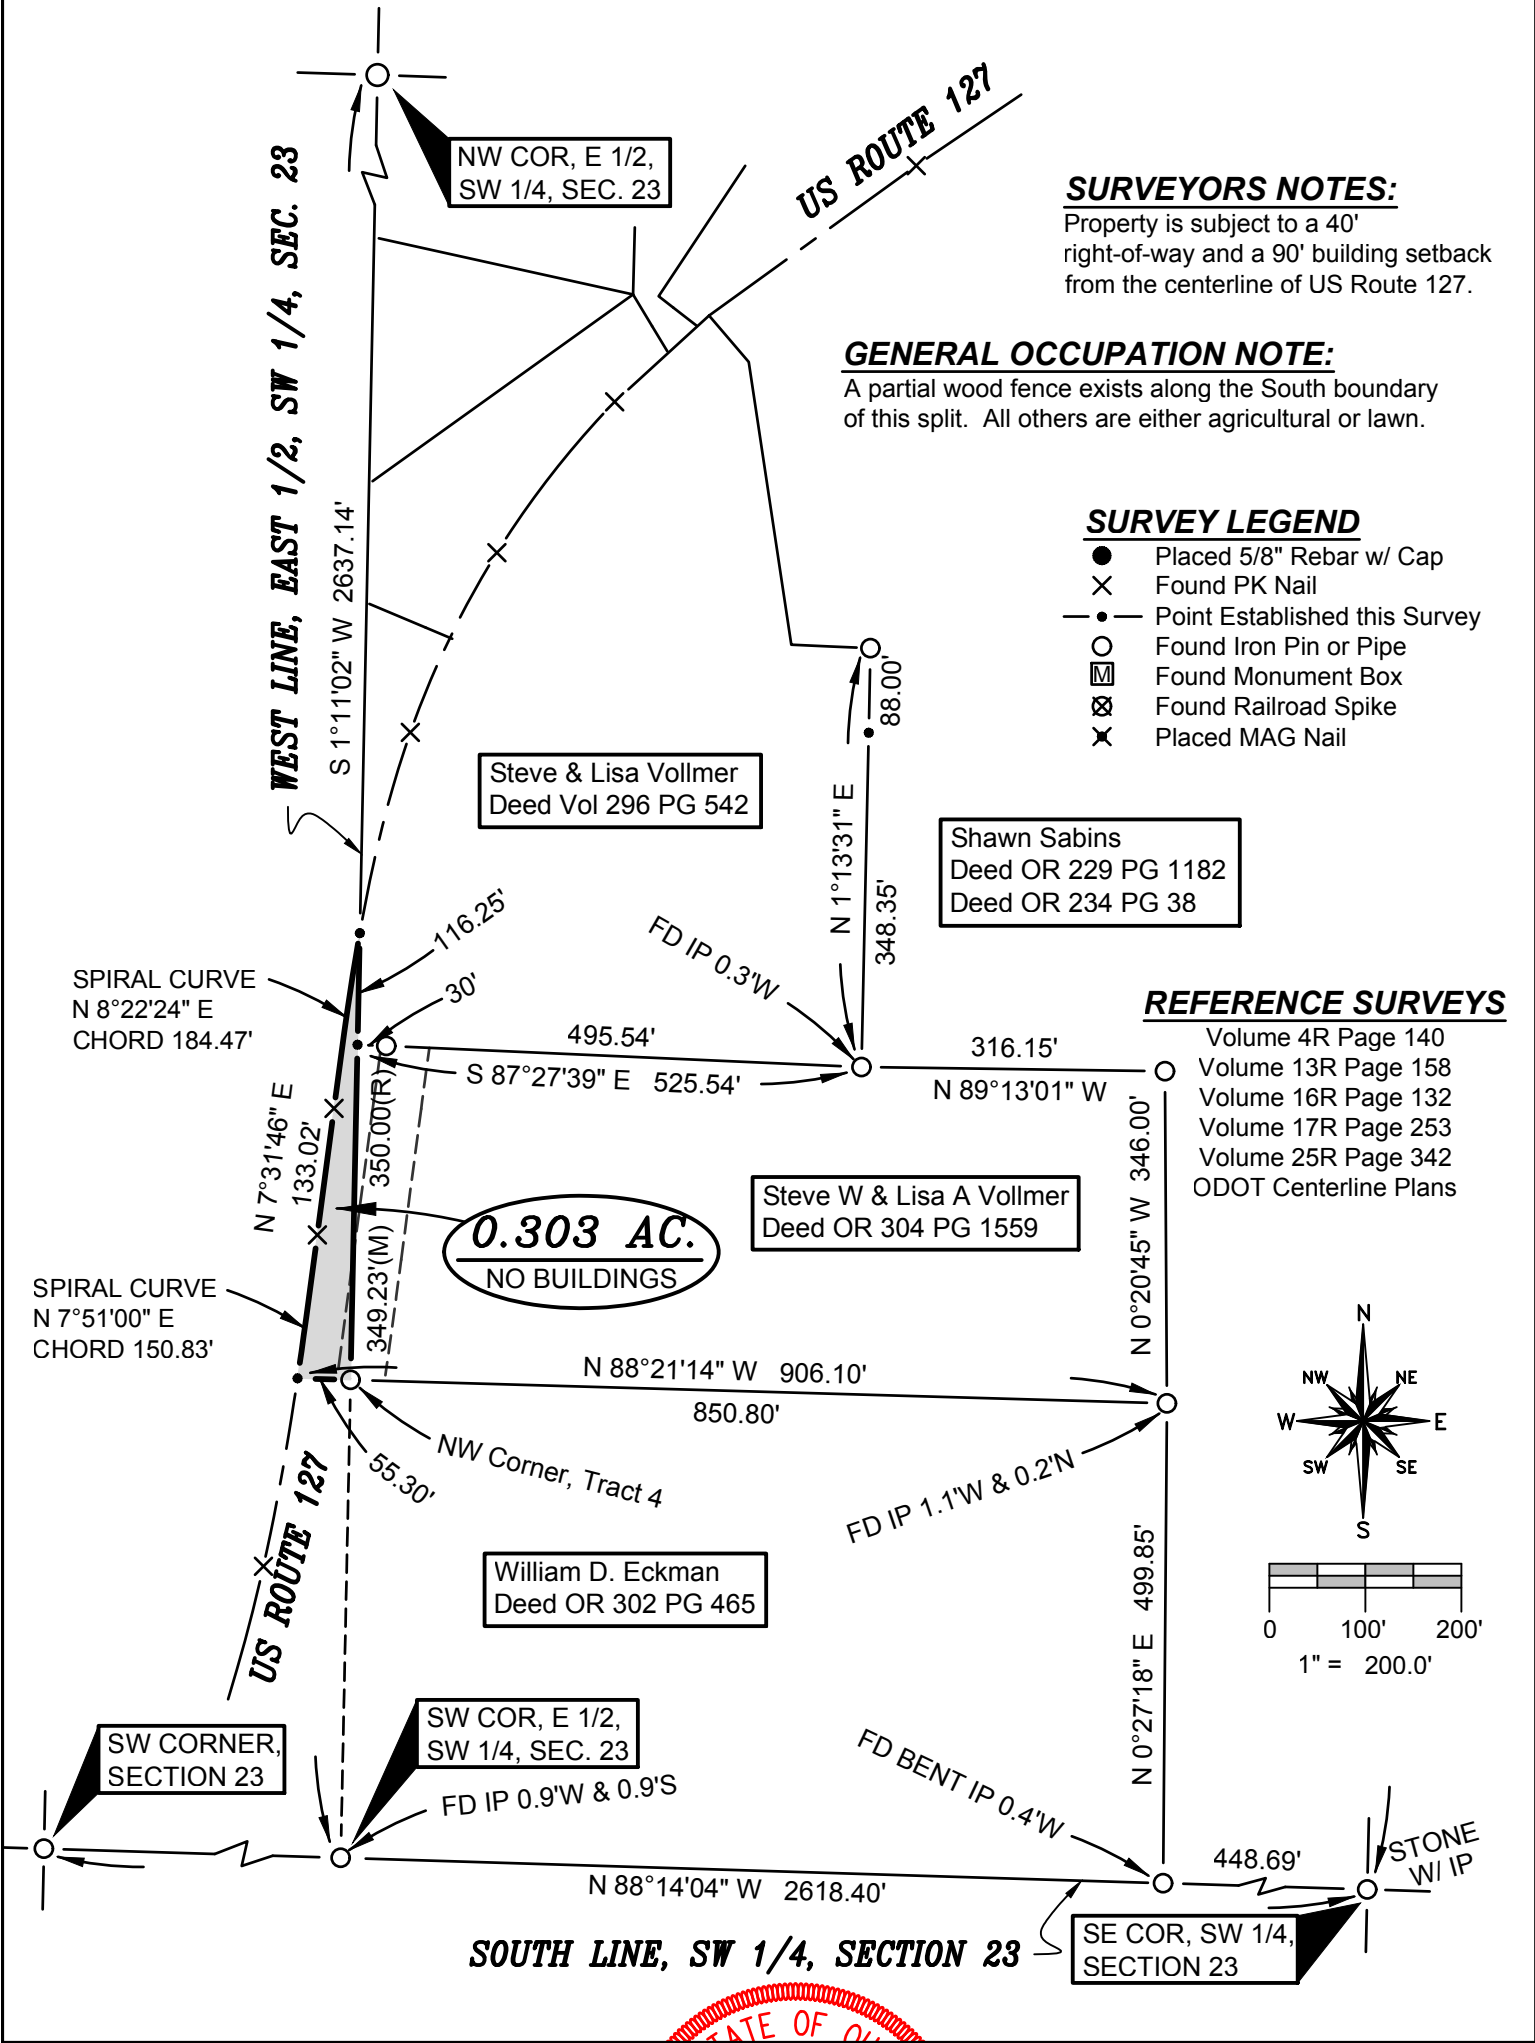 NW COR, E 1/2,
SW 1/4, SEC. 23
US ROUTE 127
WEST LINE, EAST 1/2, SW 1/4, SEC. 23
S 1°11'02" W 2637.14'
SURVEYORS NOTES:
Property is subject to a 40'
right-of-way and a 90' building setback
from the centerline of US Route 127.
GENERAL OCCUPATION NOTE:
A partial wood fence exists along the South boundary
of this split. All others are either agricultural or lawn.
SURVEY LEGEND
Placed 5/8" Rebar w/ Cap
Found PK Nail
Point Established this Survey
Found Iron Pin or Pipe
M Found Monument Box
Found Railroad Spike
Placed MAG Nail
88.00'
N 1°13'31" E
348.35'
Steve & Lisa Vollmer
Deed Vol 296 PG 542
Shawn Sabins
Deed OR 229 PG 1182
Deed OR 234 PG 38
116.25'
30'
FD IP 0.3'W
SPIRAL CURVE
N 8°22'24" E
CHORD 184.47'
495.54'
S 87°27'39" E 525.54'
316.15'
N 89°13'01" W
REFERENCE SURVEYS
Volume 4R Page 140
Volume 13R Page 158
Volume 16R Page 132
Volume 17R Page 253
Volume 25R Page 342
ODOT Centerline Plans
N 7°31'46" E
133.02'
350.00(R)
349.23'(M)
0.303 AC.
NO BUILDINGS
Steve W & Lisa A Vollmer
Deed OR 304 PG 1559
N 0°20'45" W 346.00'
SPIRAL CURVE
N 7°51'00" E
CHORD 150.83'
N 88°21'14" W 906.10'
850.80'
NW Corner, Tract 4
55.30'
FD IP 1.1'W & 0.2'N
N
NW
NE
W
E
SW
SE
S
US ROUTE 127
William D. Eckman
Deed OR 302 PG 465
N 0°27'18" E 499.85'
0 100' 200'
1" = 200.0'
SW CORNER,
SECTION 23
SW COR, E 1/2,
SW 1/4, SEC. 23
FD IP 0.9'W & 0.9'S
FD BENT IP 0.4'W
448.69'
STONE
W/ IP
N 88°14'04" W 2618.40'
SOUTH LINE, SW 1/4, SECTION 23
SE COR, SW 1/4,
SECTION 23
OF